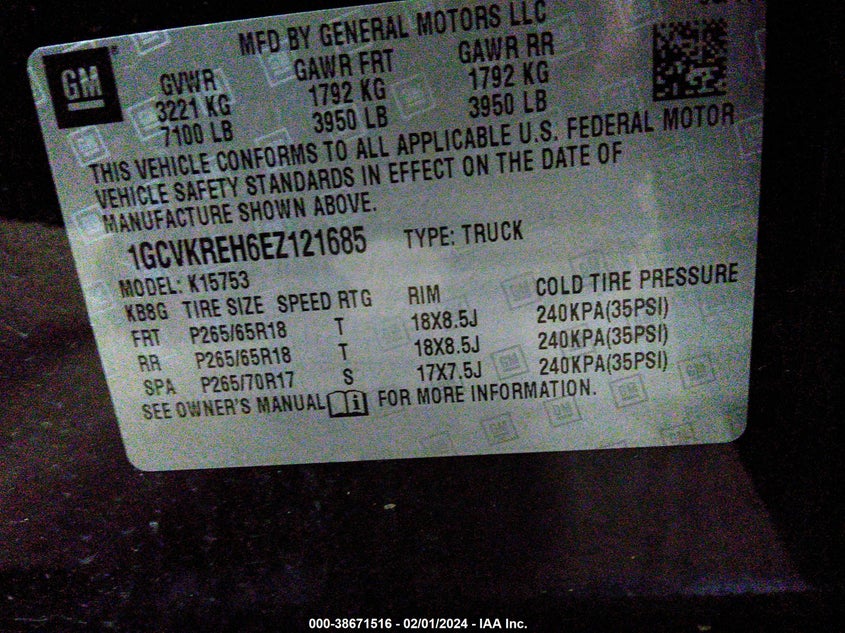 MFD BY GENERAL MOTORS LLC
GM
GVWR GAWR FRT GAWR RR
3221 KG 1792 KG 1792 KG
7100 LB 3950 LB 3950 LB
THIS VEHICLE CONFORMS TO ALL APPLICABLE U.S. FEDERAL MOTOR
VEHICLE SAFETY STANDARDS IN EFFECT ON THE DATE OF
MANUFACTURE SHOWN ABOVE.
1GCVKREH6EZ121685 TYPE: TRUCK
MODEL: K15753
KB8G TIRE SIZE SPEED RTG RIM COLD TIRE PRESSURE
FRT P265/65R18 T 18X8.5J 240KPA(35PSI)
RR P265/65R18 T 18X8.5J 240KPA(35PSI)
SPA P265/70R17 S 17X7.5J 240KPA(35PSI)
SEE OWNER'S MANUAL i FOR MORE INFORMATION.
000-38671516 - 02/01/2024 - IAA Inc.